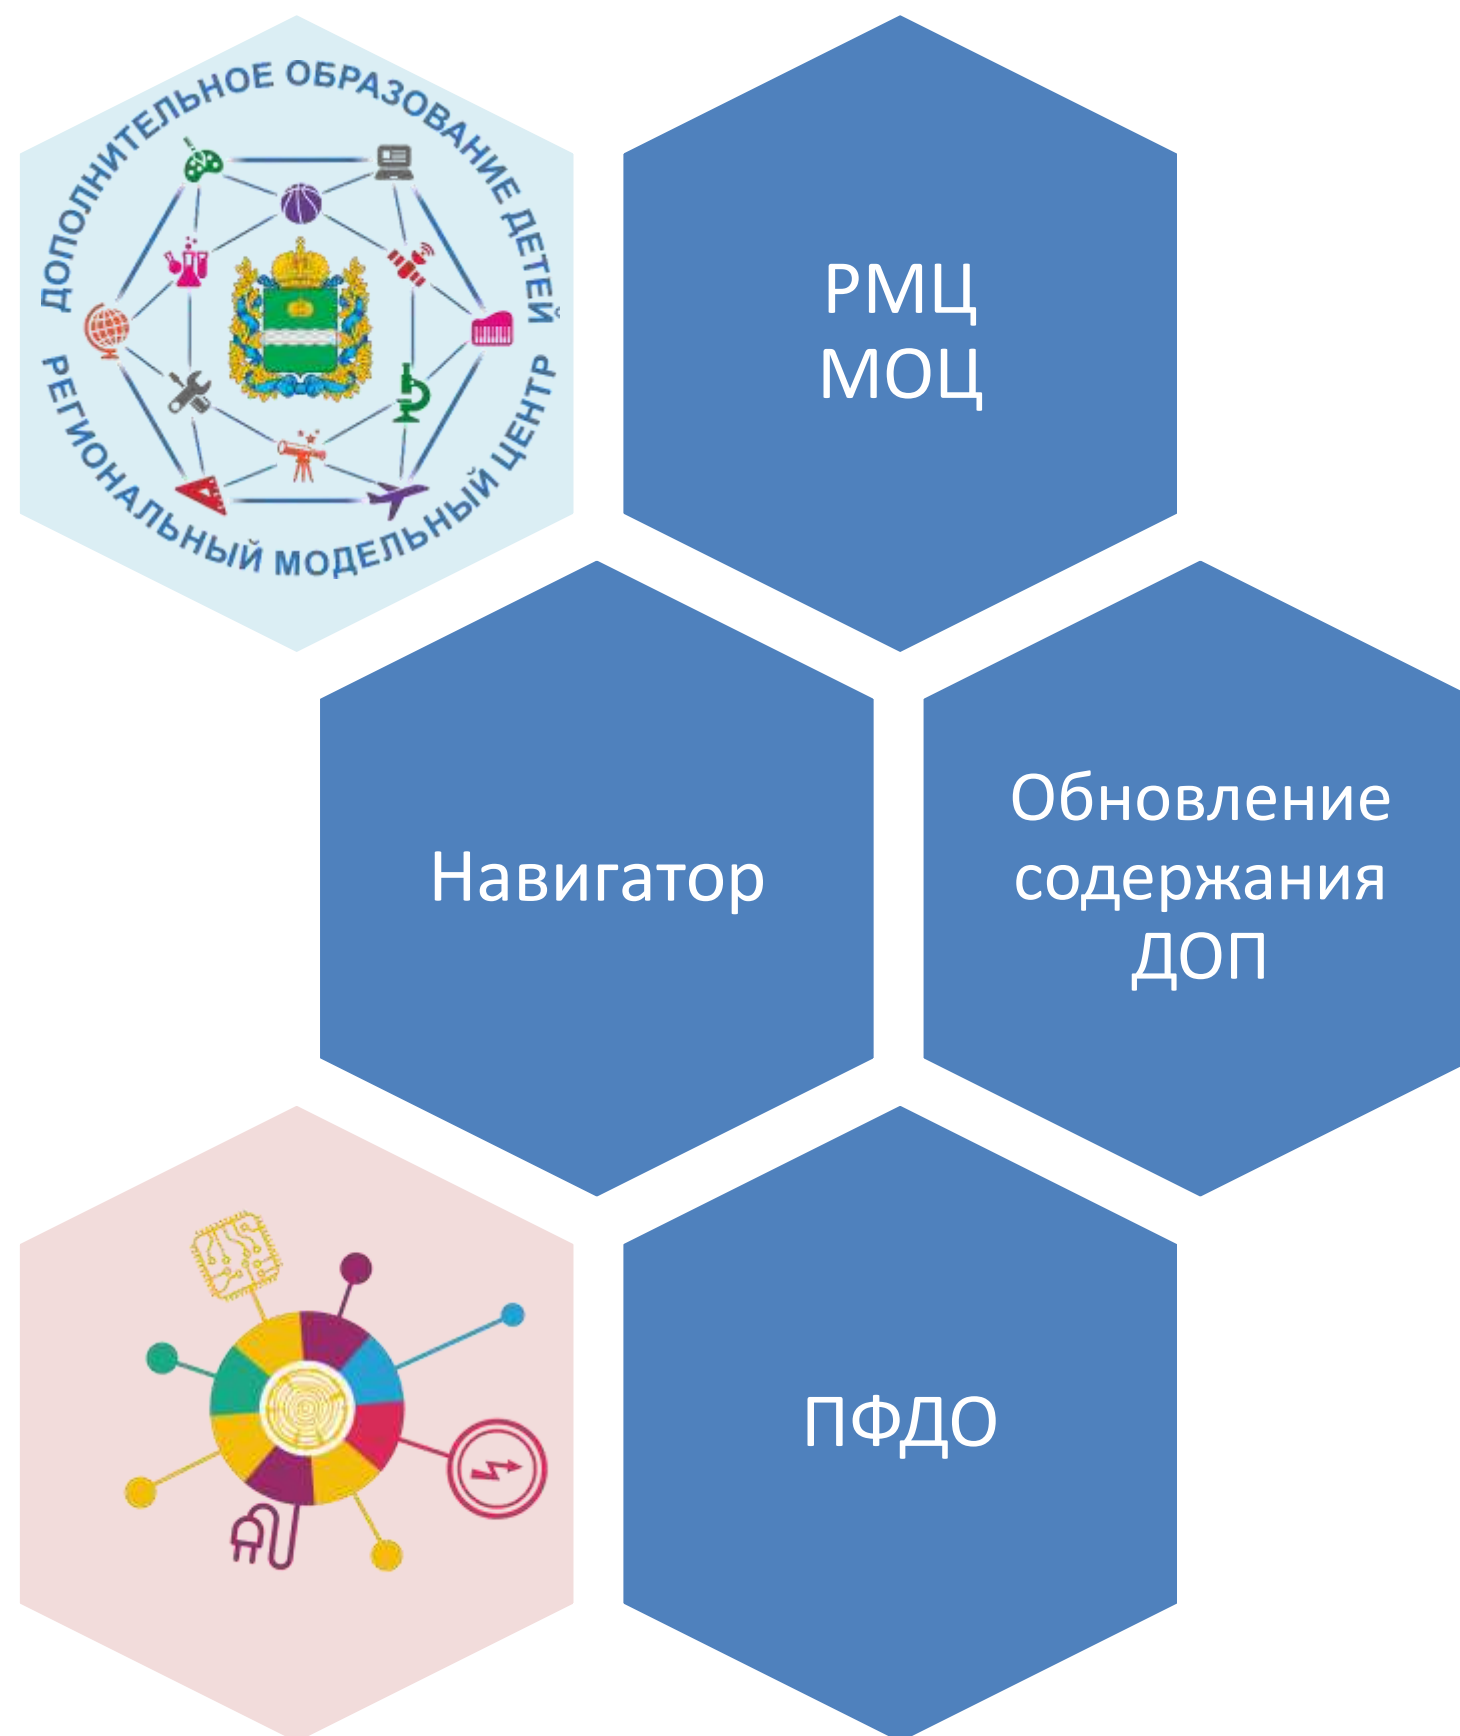 ДОПОЛНИТЕЛЬНОЕ ОБРАЗОВАНИЕ ДЕТЕЙ
РЕГИОНАЛЬНЫЙ МОДЕЛЬНЫЙ ЦЕНТР
РМЦ
МОЦ
Навигатор
Обновление
содержания
ДОП
ПФДО